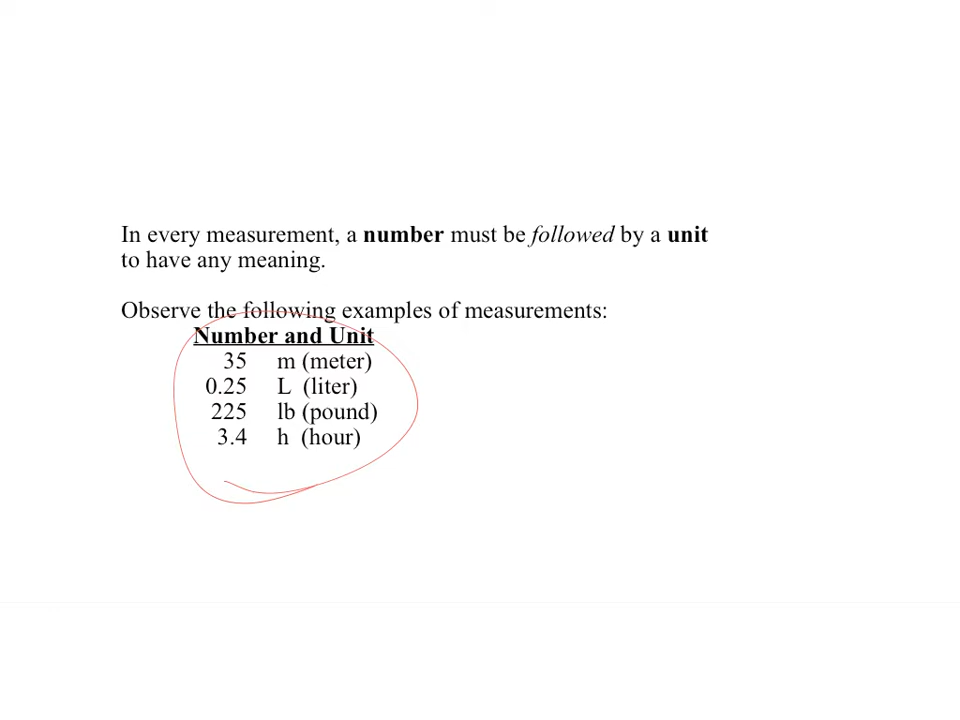 In every measurement, a number must be followed by a unit
to have any meaning.
Observe the following examples of measurements:
Number and Unit
35 m (meter)
0.25 L (liter)
225 lb (pound)
3.4 h (hour)